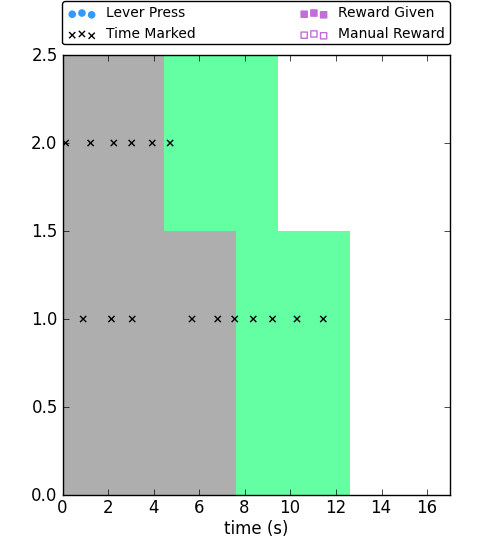 Lever Press
Reward Given
Time Marked
Manual Reward
2.5
2.0
1.5
1.0
0.5
0.0
0 2 4 6 8 10 12 14 16
time (s)